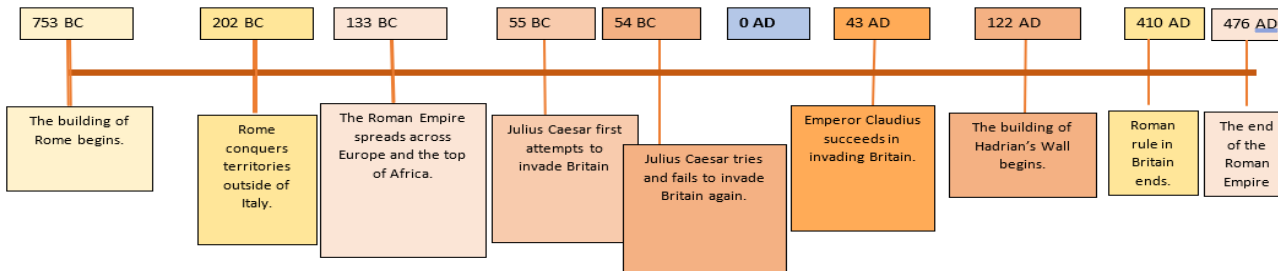 753 BC
202 BC
133 BC
55 BC
54 BC
0 AD
43 AD
122 AD
410 AD
476 AD
The building of
Rome begins.
Rome
conquers
territories
outside of
Italy.
The Roman Empire
spreads across
Europe and the top
of Africa.
Julius Caesar first
attempts to
invade Britain
Julius Caesar tries
and fails to invade
Britain again.
Emperor Claudius
succeeds in
invading Britain.
The building of
Hadrian’s Wall
begins.
Roman
rule in
Britain
ends.
The end
of the
Roman
Empire